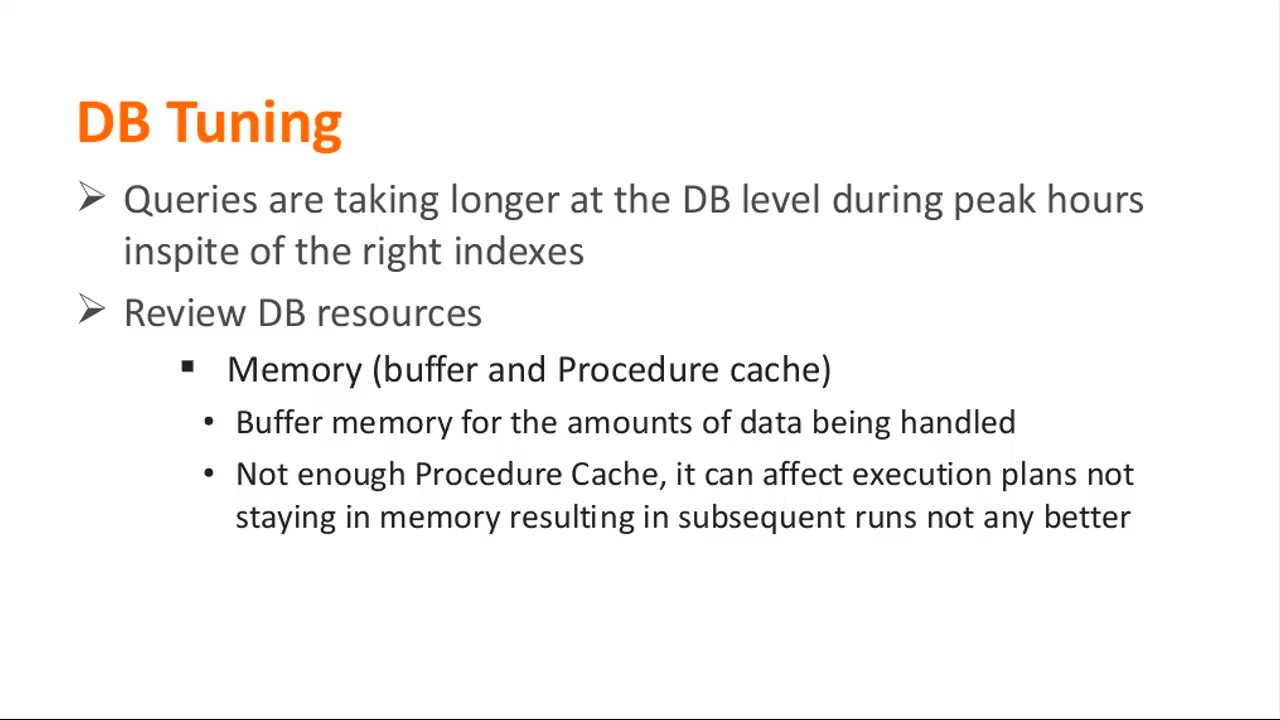 DB Tuning
Queries are taking longer at the DB level during peak hours
inspite of the right indexes
Review DB resources
Memory (buffer and Procedure cache)
Buffer memory for the amounts of data being handled
Not enough Procedure Cache, it can affect execution plans not
staying in memory resulting in subsequent runs not any better